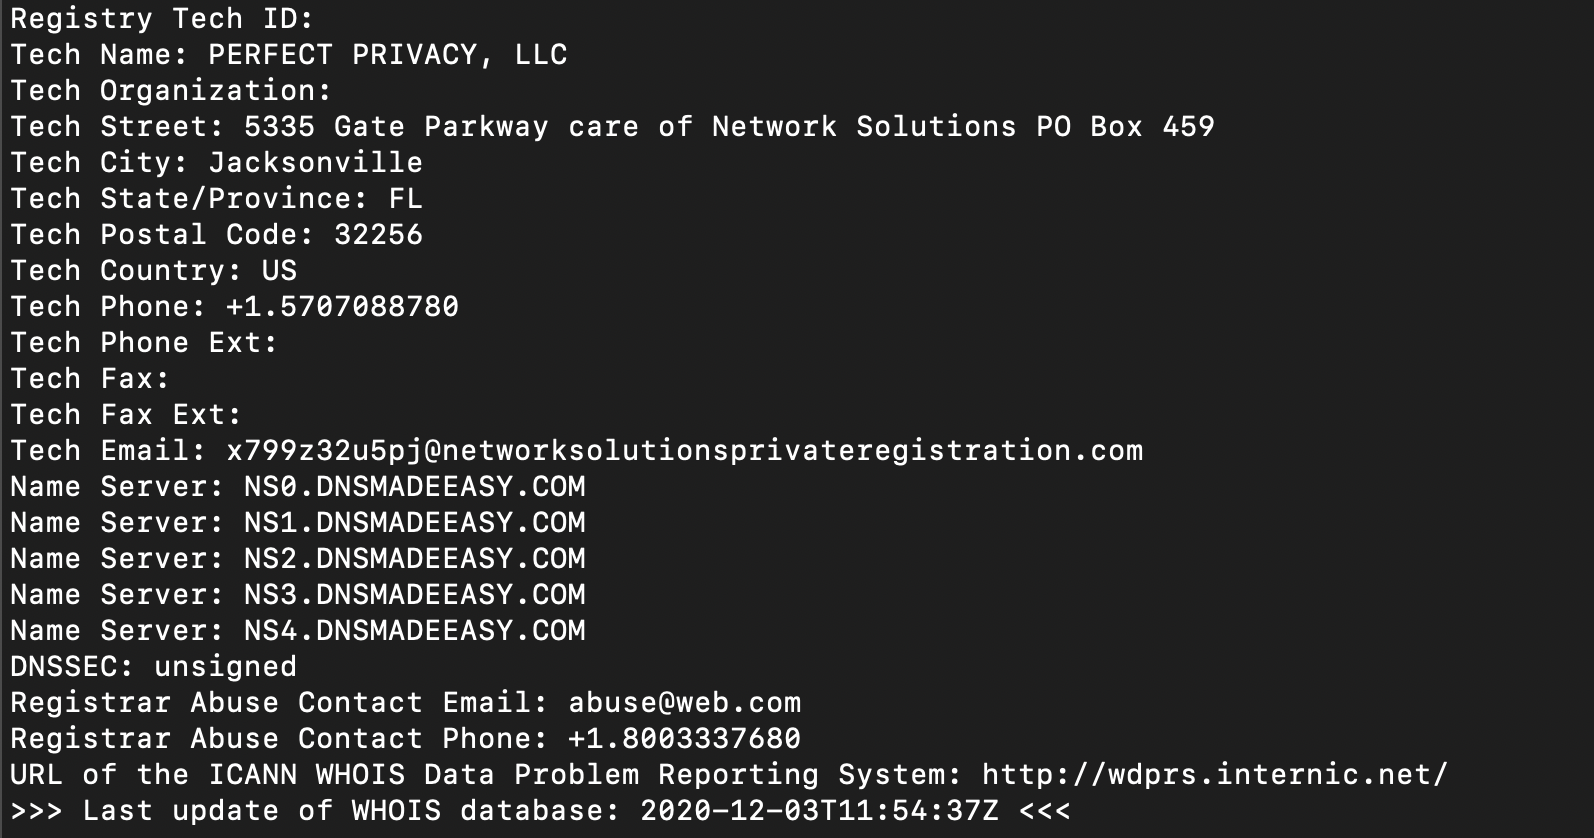 Registry Tech ID:
Tech Name: PERFECT PRIVACY, LLC
Tech Organization:
Tech Street: 5335 Gate Parkway care of Network Solutions PO Box 459
Tech City: Jacksonville
Tech State/Province: FL
Tech Postal Code: 32256
Tech Country: US
Tech Phone: +1.5707088780
Tech Phone Ext:
Tech Fax:
Tech Fax Ext:
Tech Email: x799z32u5pj@networksolutionsprivateregistration.com
Name Server: NS0.DNSMADEEASY.COM
Name Server: NS1.DNSMADEEASY.COM
Name Server: NS2.DNSMADEEASY.COM
Name Server: NS3.DNSMADEEASY.COM
Name Server: NS4.DNSMADEEASY.COM
DNSSEC: unsigned
Registrar Abuse Contact Email: abuse@web.com
Registrar Abuse Contact Phone: +1.8003337680
URL of the ICANN WHOIS Data Problem Reporting System: http://wdprs.internic.net/
>>> Last update of WHOIS database: 2020-12-03T11:54:37Z <<<